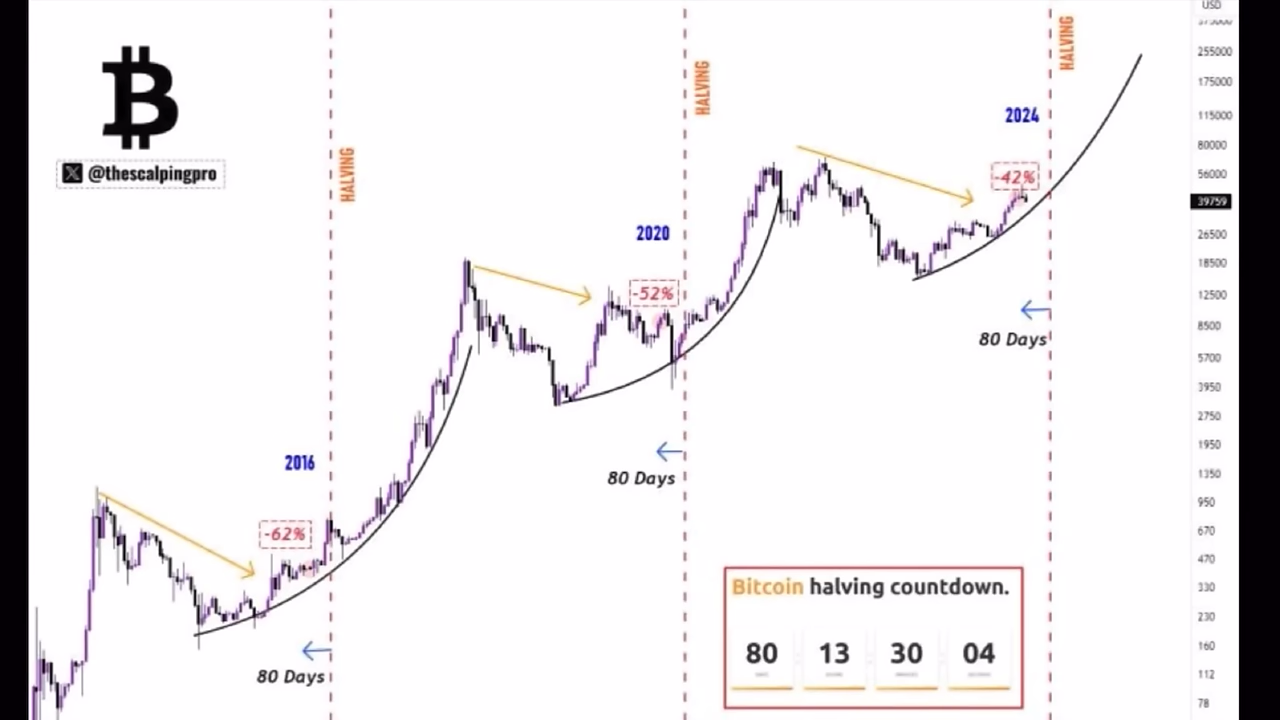 USD
@thescalpingpro
HALVING
HALVING
HALVING
2016
2020
2024
-62%
-52%
-42%
80 Days
80 Days
80 Days
Bitcoin halving countdown.
80 13 30 04
255000
175000
115000
80000
56000
39759
26500
18500
12500
8500
5700
3950
2750
1950
1350
950
670
470
330
230
160
112
78